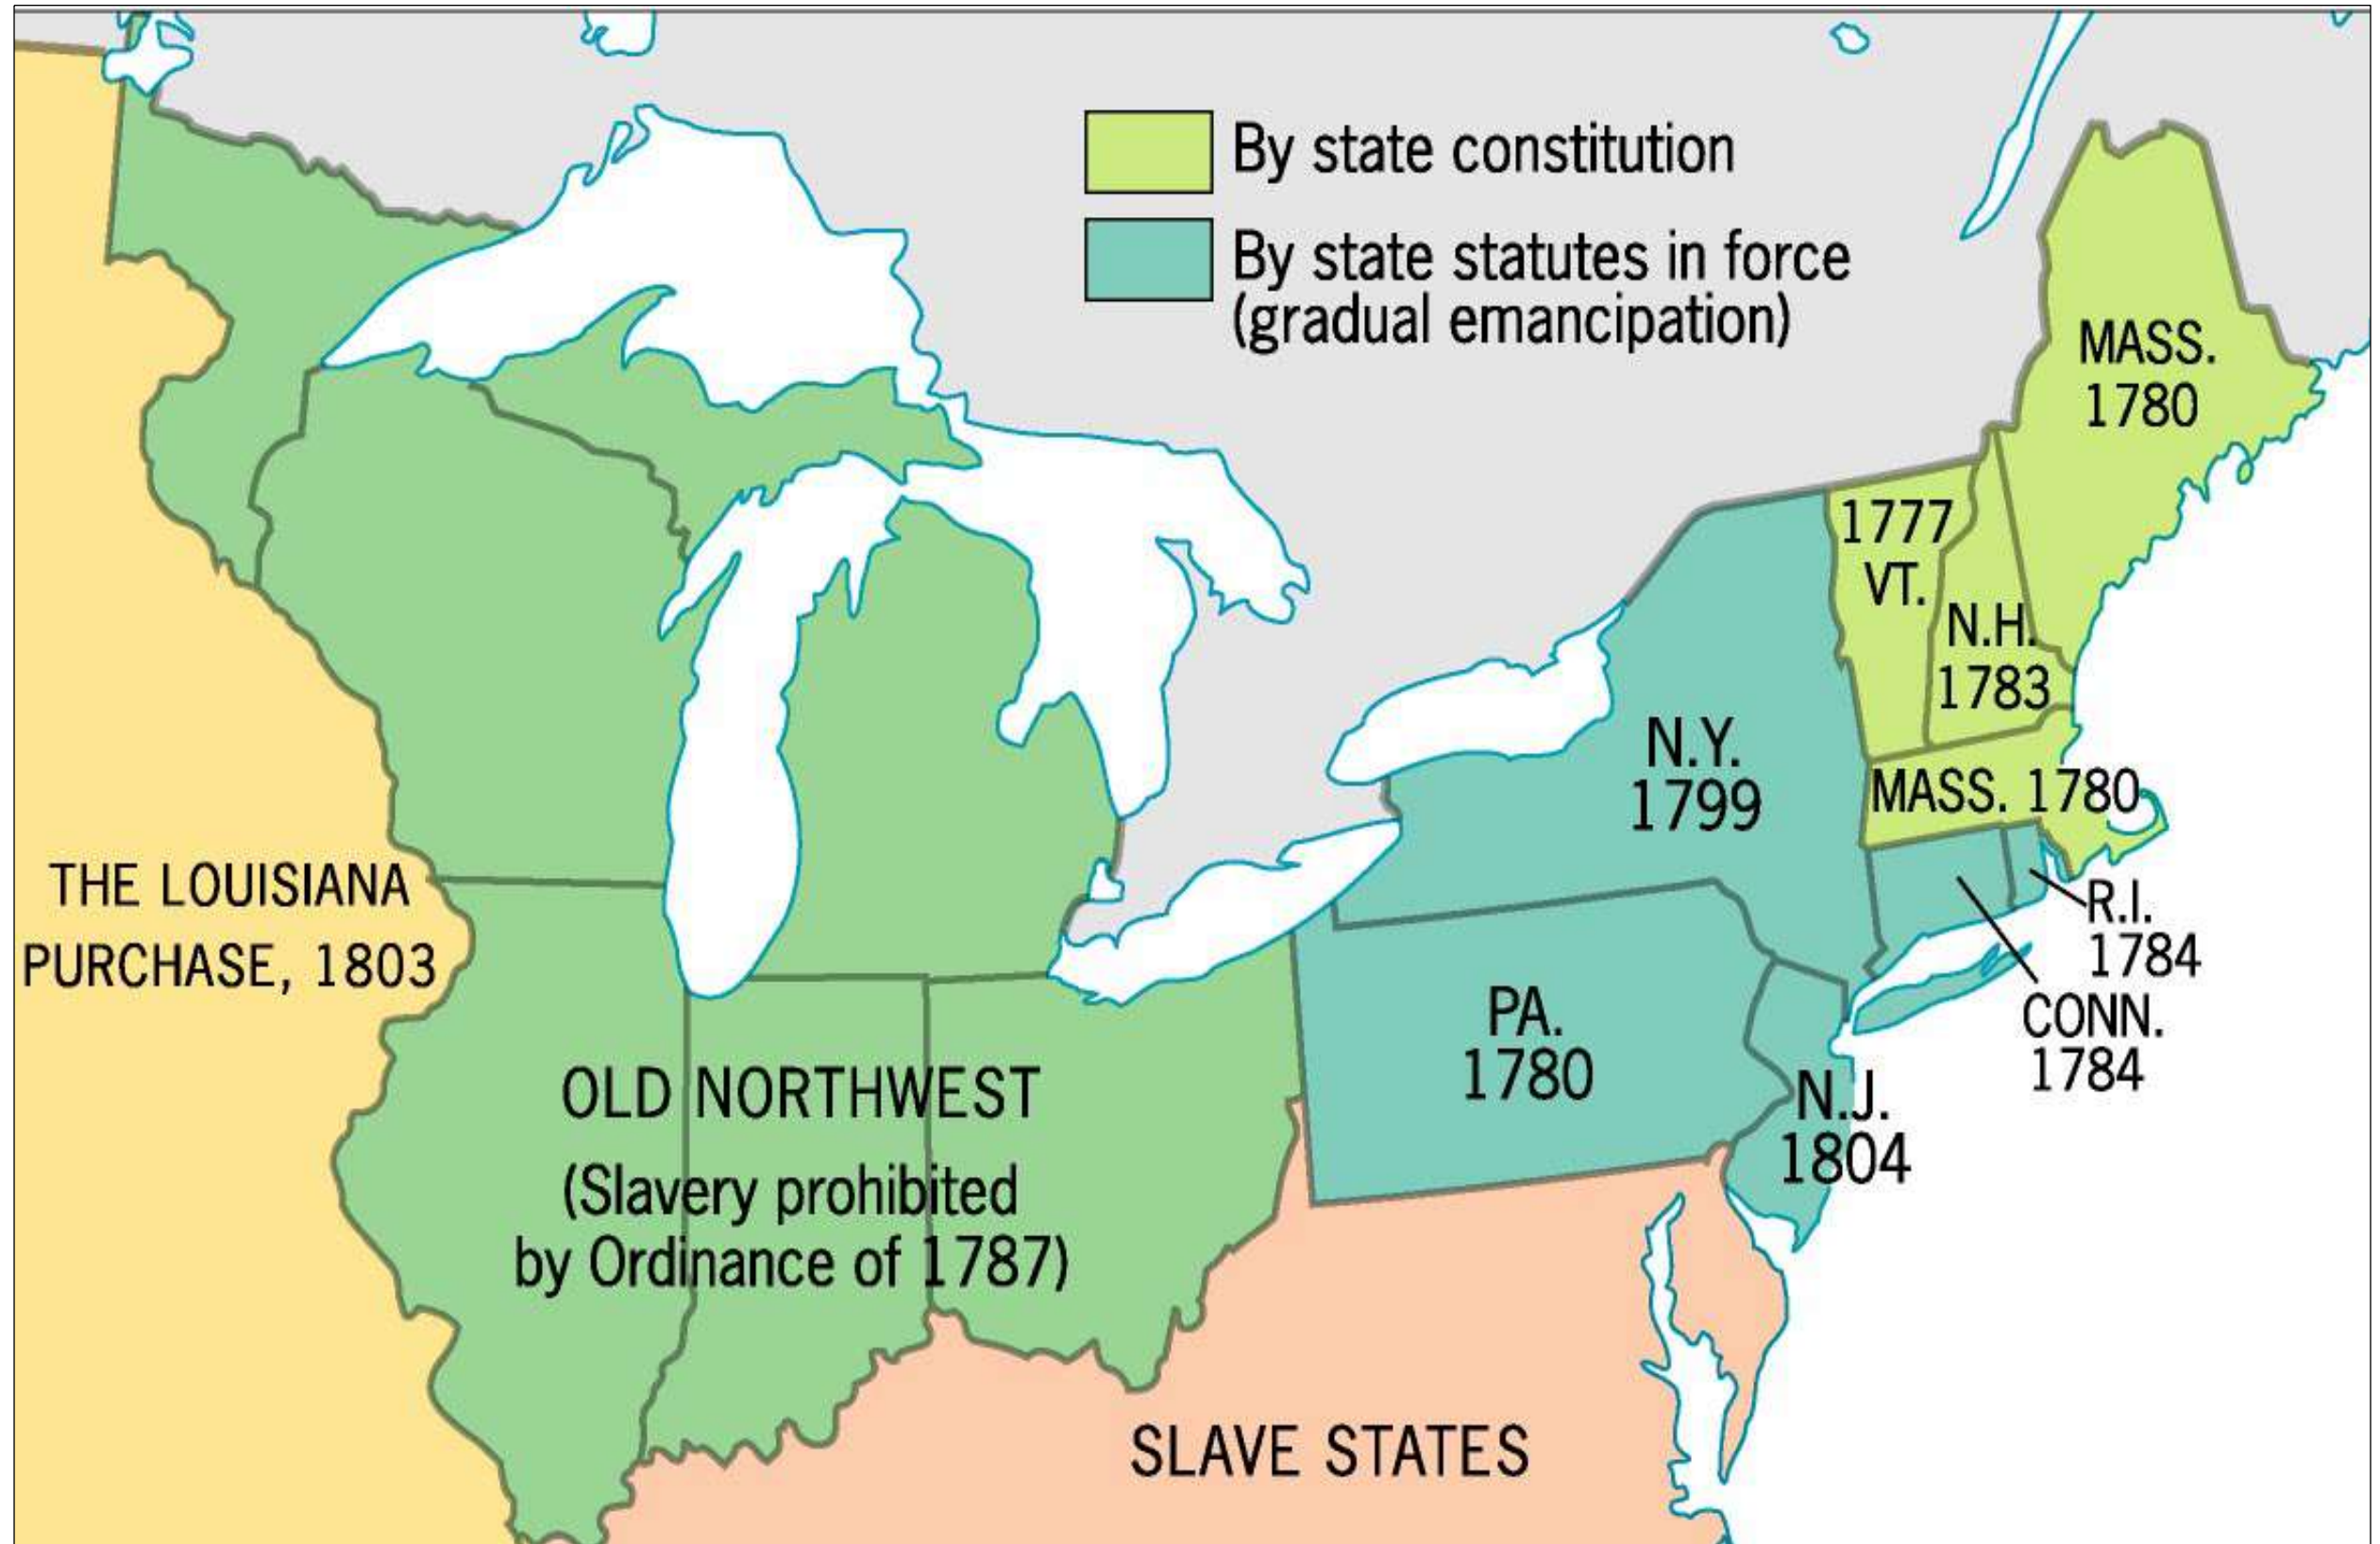 By state constitution
By state statutes in force
(gradual emancipation)
MASS.
1780
1777
VT.
N.H.
1783
N.Y.
1799
MASS. 1780
THE LOUISIANA
PURCHASE, 1803
R.I.
1784
CONN.
1784
PA.
1780
N.J.
1804
OLD NORTHWEST
(Slavery prohibited
by Ordinance of 1787)
SLAVE STATES